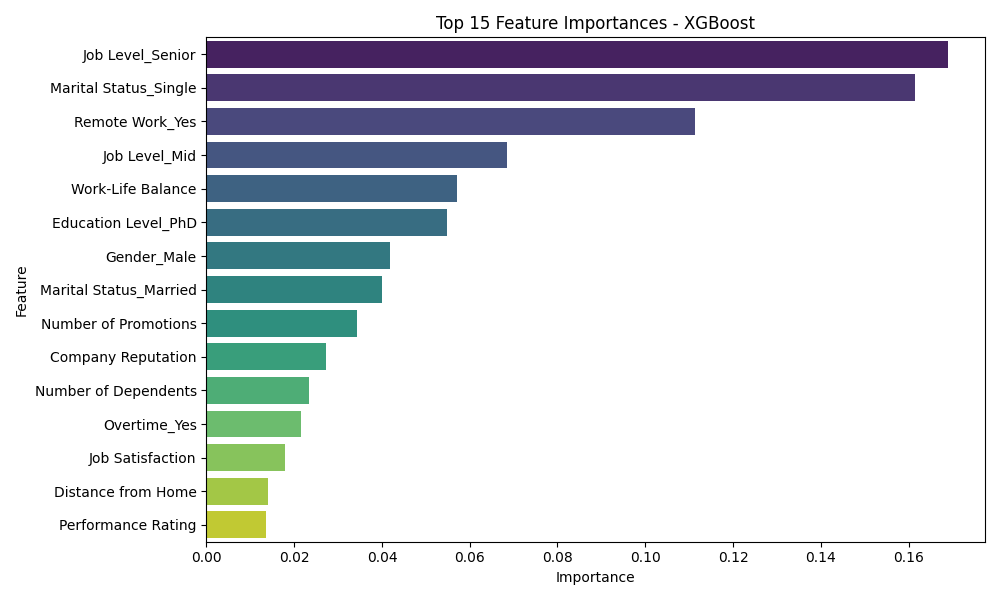 Top 15 Feature Importances - XGBoost
Job Level_Senior
Marital Status_Single
Remote Work_Yes
Job Level_Mid
Work-Life Balance
Education Level_PhD
Gender_Male
Marital Status_Married
Number of Promotions
Company Reputation
Number of Dependents
Overtime_Yes
Job Satisfaction
Distance from Home
Performance Rating
Feature
0.00 0.02 0.04 0.06 0.08 0.10 0.12 0.14 0.16
Importance